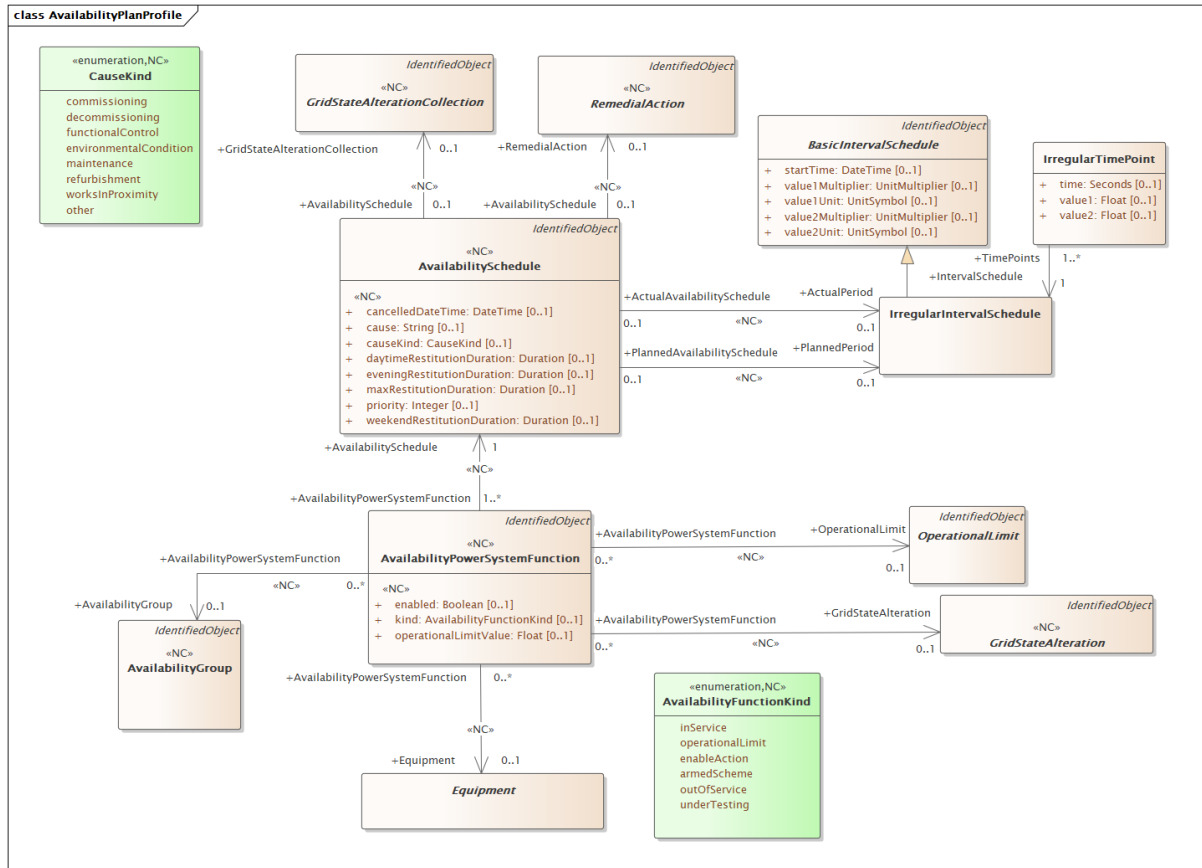 class AvailabilityPlanProfile
«enumeration,NC»
CauseKind
commissioning
decommissioning
functionalControl
environmentalCondition
maintenance
refurbishment
worksInProximity
other
IdentifiedObject
«NC»
GridStateAlterationCollection
IdentifiedObject
«NC»
RemedialAction
+GridStateAlterationCollection
0..1
+RemedialAction
0..1
«NC»
«NC»
+AvailabilitySchedule
0..1
+AvailabilitySchedule
0..1
IdentifiedObject
BasicIntervalSchedule
+ startTime: DateTime [0..1]
+ value1Multiplier: UnitMultiplier [0..1]
+ value1Unit: UnitSymbol [0..1]
+ value2Multiplier: UnitMultiplier [0..1]
+ value2Unit: UnitSymbol [0..1]
IrregularTimePoint
+ time: Seconds [0..1]
+ value1: Float [0..1]
+ value2: Float [0..1]
+TimePoints
1..*
+IntervalSchedule
1
IrregularIntervalSchedule
IdentifiedObject
«NC»
AvailabilitySchedule
«NC»
+ cancelledDateTime: DateTime [0..1]
+ cause: String [0..1]
+ causeKind: CauseKind [0..1]
+ daytimeRestitutionDuration: Duration [0..1]
+ eveningRestitutionDuration: Duration [0..1]
+ maxRestitutionDuration: Duration [0..1]
+ priority: Integer [0..1]
+ weekendRestitutionDuration: Duration [0..1]
+ActualAvailabilitySchedule
+ActualPeriod
0..1
«NC»
0..1
+PlannedAvailabilitySchedule
+PlannedPeriod
0..1
«NC»
0..1
+AvailabilitySchedule
1
«NC»
+AvailabilityPowerSystemFunction
1..*
IdentifiedObject
«NC»
AvailabilityPowerSystemFunction
«NC»
+ enabled: Boolean [0..1]
+ kind: AvailabilityFunctionKind [0..1]
+ operationalLimitValue: Float [0..1]
+AvailabilityPowerSystemFunction
+OperationalLimit
0..*
«NC»
0..1
IdentifiedObject
OperationalLimit
+AvailabilityPowerSystemFunction
+GridStateAlteration
0..*
«NC»
0..1
IdentifiedObject
«NC»
GridStateAlteration
+AvailabilityPowerSystemFunction
«NC»
0..*
+AvailabilityGroup
0..1
IdentifiedObject
«NC»
AvailabilityGroup
+AvailabilityPowerSystemFunction
0..*
«NC»
+Equipment
0..1
Equipment
«enumeration,NC»
AvailabilityFunctionKind
inService
operationalLimit
enableAction
armedScheme
outOfService
underTesting